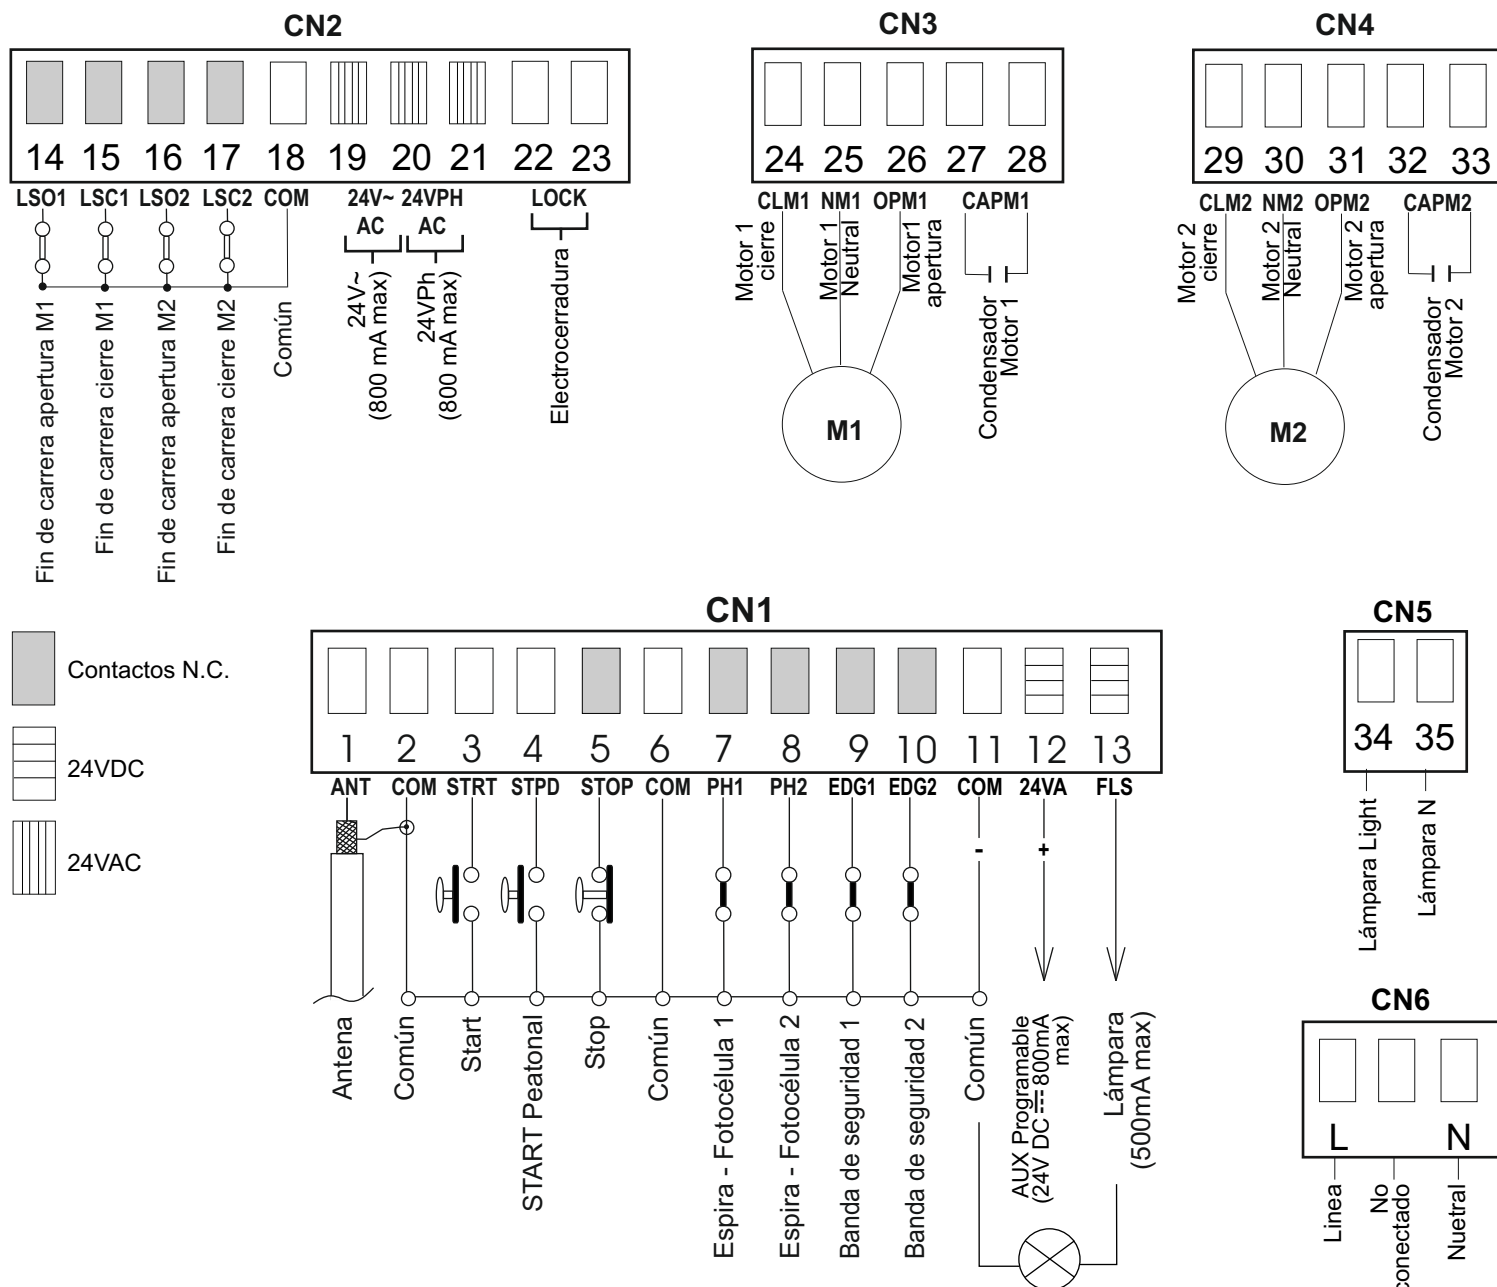 CN2
14 15 16 17 18 19 20 21 22 23
LSO1 LSC1 LSO2 LSC2 COM 24V~ 24VPH LOCK
AC AC
Fin de carrera apertura M1
Fin de carrera cierre M1
Fin de carrera apertura M2
Fin de carrera cierre M2
Común
24V~
(800 mA max)
24VPh
(800 mA max)
Electrocerradura
CN3
24 25 26 27 28
CLM1 NM1 OPM1 CAPM1
Motor 1
cierre
Motor 1
Neutral
Motor1
apertura
Condensador
Motor 1
M1
CN4
29 30 31 32 33
CLM2 NM2 OPM2 CAPM2
Motor 2
cierre
Motor 2
Neutral
Motor 2
apertura
Condensador
Motor 2
M2
Contactos N.C.
24VDC
24VAC
CN1
1 2 3 4 5 6 7 8 9 10 11 12 13
ANT COM STRT STPD STOP COM PH1 PH2 EDG1 EDG2 COM 24VA FLS
- +
Antena
Común
Start
START Peatonal
Stop
Común
Espira - Fotocélula 1
Espira - Fotocélula 2
Banda de seguridad 1
Banda de seguridad 2
Común
AUX Programable
(24V DC ⎓ 800mA
max)
Lámpara
(500mA max)
CN5
34 35
Lámpara Light
Lámpara N
CN6
L N
Linea
No
conectado
Nuetral